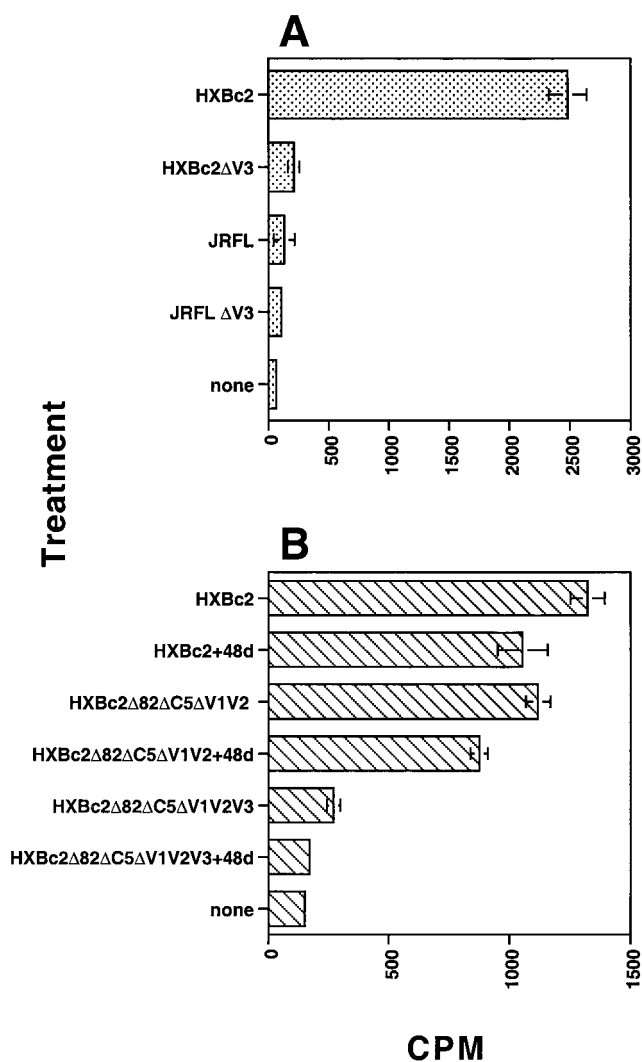 A
HXBc2
HXBc2ΔV3
JRFL
JRFL ΔV3
none
0
500
1000
1500
2000
2500
3000
Treatment
B
HXBc2
HXBc2+48d
HXBc2Δ82ΔC5ΔV1V2
HXBc2Δ82ΔC5ΔV1V2+48d
HXBc2Δ82ΔC5ΔV1V2V3
HXBc2Δ82ΔC5ΔV1V2V3+48d
none
0
500
1000
1500
CPM